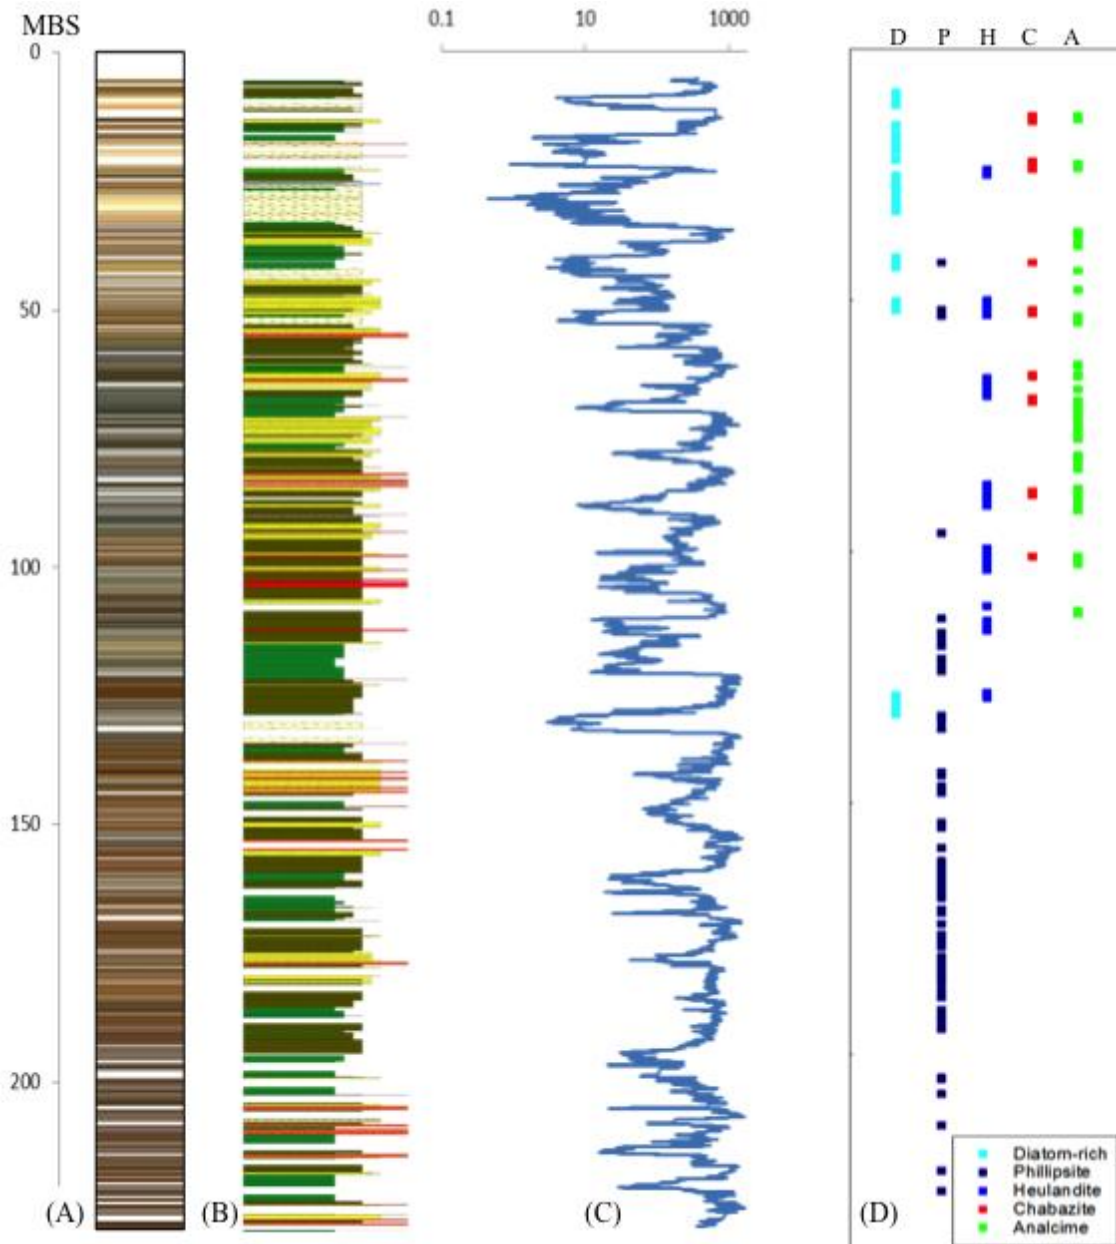 MBS
0.1 10 1000
D P H C A
0
50
100
150
200
Diatom-rich
Phillipsite
Heulandite
Chabazite
Analcime
(A) (B) (C) (D)